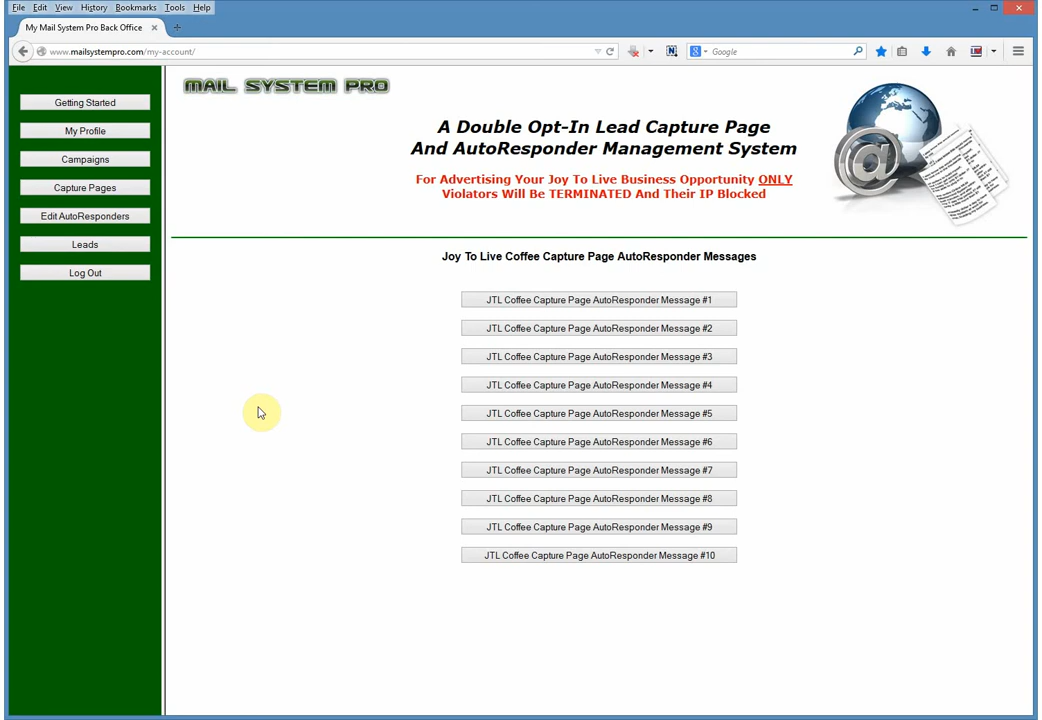 File Edit View History Bookmarks Tools Help
My Mail System Pro Back Office
www.mailsystempro.com/my-account/
Google
MAIL SYSTEM PRO
Getting Started
My Profile
Campaigns
Capture Pages
Edit AutoResponders
Leads
Log Out
A Double Opt-In Lead Capture Page
And AutoResponder Management System
For Advertising Your Joy To Live Business Opportunity ONLY
Violators Will Be TERMINATED And Their IP Blocked
Joy To Live Coffee Capture Page AutoResponder Messages
JTL Coffee Capture Page AutoResponder Message #1
JTL Coffee Capture Page AutoResponder Message #2
JTL Coffee Capture Page AutoResponder Message #3
JTL Coffee Capture Page AutoResponder Message #4
JTL Coffee Capture Page AutoResponder Message #5
JTL Coffee Capture Page AutoResponder Message #6
JTL Coffee Capture Page AutoResponder Message #7
JTL Coffee Capture Page AutoResponder Message #8
JTL Coffee Capture Page AutoResponder Message #9
JTL Coffee Capture Page AutoResponder Message #10